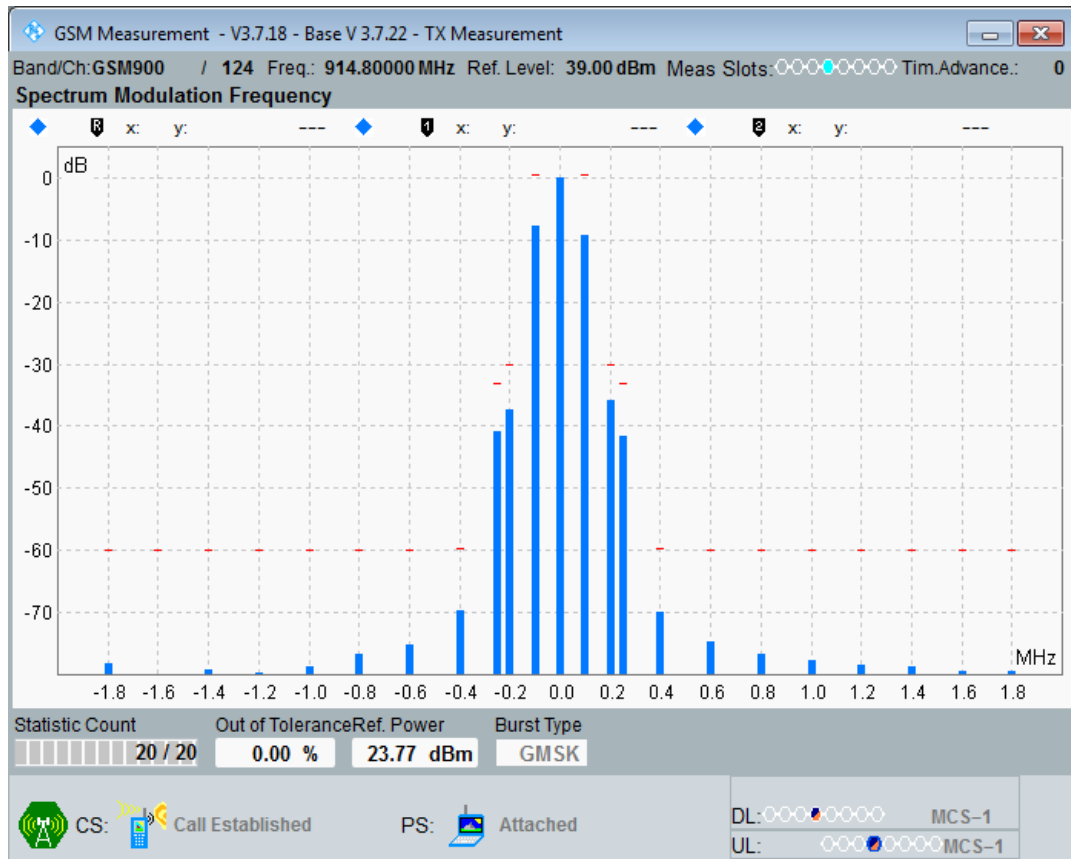 GSM Measurement - V3.7.18 - Base V 3.7.22 - TX Measurement
Band/Ch:GSM900 / 124 Freq.: 914.80000 MHz Ref. Level: 39.00 dBm Meas Slots: Tim.Advance.: 0
Spectrum Modulation Frequency
R x: y: --- 1 x: y: --- 2 x: y: ---
dB
0
-10
-20
-30
-40
-50
-60
-70
MHz
-1.8 -1.6 -1.4 -1.2 -1.0 -0.8 -0.6 -0.4 -0.2 0.0 0.2 0.4 0.6 0.8 1.0 1.2 1.4 1.6 1.8
Statistic Count Out of Tolerance Ref. Power Burst Type
20 / 20 0.00 % 23.77 dBm GMSK
CS: Call Established PS: Attached DL: MCS-1
UL: MCS-1